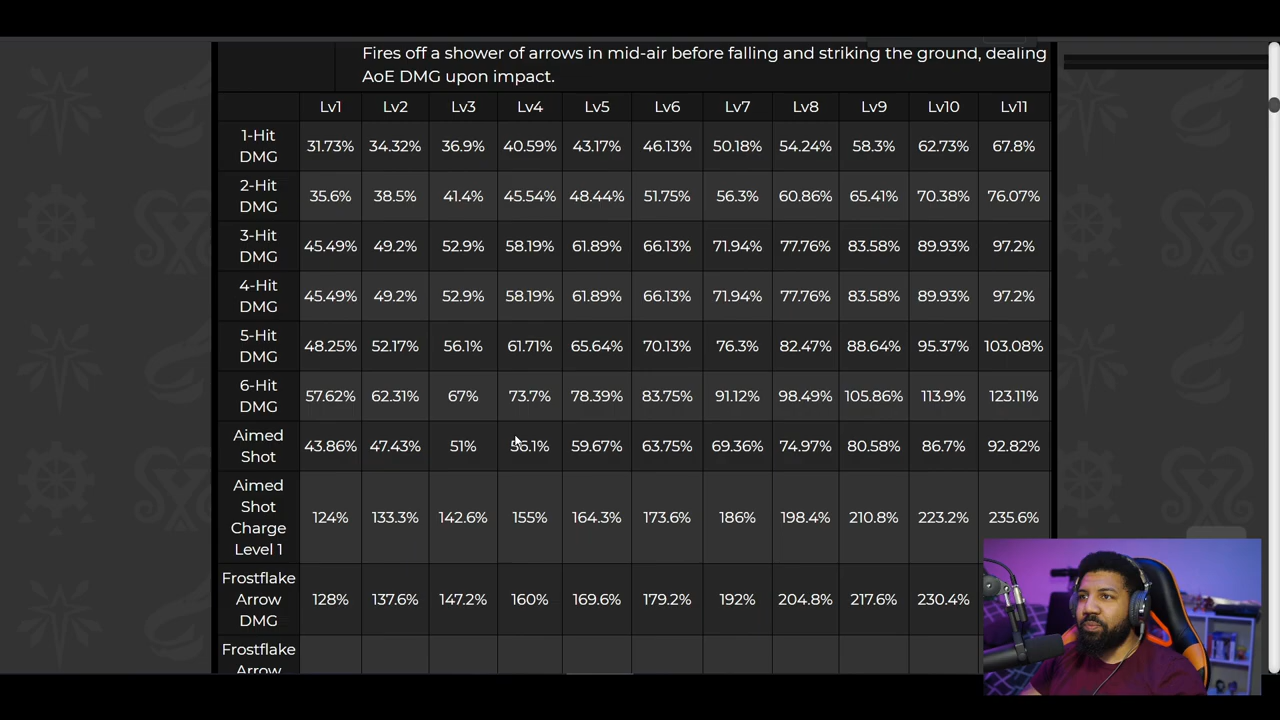 Fires off a shower of arrows in mid-air before falling and striking the ground, dealing
AoE DMG upon impact.
Lv1 Lv2 Lv3 Lv4 Lv5 Lv6 Lv7 Lv8 Lv9 Lv10 Lv11
1-Hit
DMG
31.73% 34.32% 36.9% 40.59% 43.17% 46.13% 50.18% 54.24% 58.3% 62.73% 67.8%
2-Hit
DMG
35.6% 38.5% 41.4% 45.54% 48.44% 51.75% 56.3% 60.86% 65.41% 70.38% 76.07%
3-Hit
DMG
45.49% 49.2% 52.9% 58.19% 61.89% 66.13% 71.94% 77.76% 83.58% 89.93% 97.2%
4-Hit
DMG
45.49% 49.2% 52.9% 58.19% 61.89% 66.13% 71.94% 77.76% 83.58% 89.93% 97.2%
5-Hit
DMG
48.25% 52.17% 56.1% 61.71% 65.64% 70.13% 76.3% 82.47% 88.64% 95.37% 103.08%
6-Hit
DMG
57.62% 62.31% 67% 73.7% 78.39% 83.75% 91.12% 98.49% 105.86% 113.9% 123.11%
Aimed
Shot
43.86% 47.43% 51% 56.1% 59.67% 63.75% 69.36% 74.97% 80.58% 86.7% 92.82%
Aimed
Shot
Charge
Level 1
124% 133.3% 142.6% 155% 164.3% 173.6% 186% 198.4% 210.8% 223.2% 235.6%
Frostflake
Arrow
DMG
128% 137.6% 147.2% 160% 169.6% 179.2% 192% 204.8% 217.6% 230.4%
Frostflake
Arrow